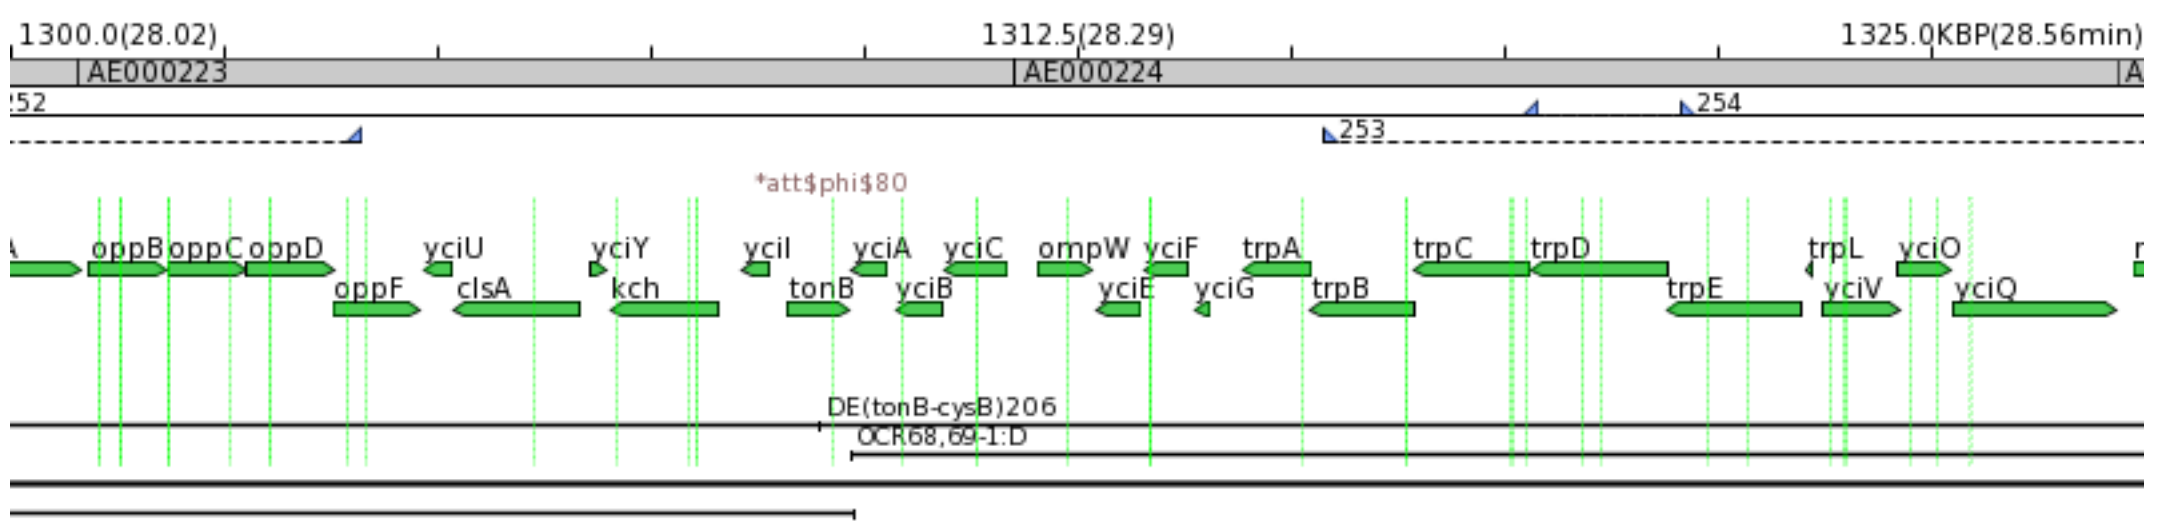 1300.0(28.02) 1312.5(28.29) 1325.0KBP(28.56min)
AE000223 AE000224 A
252 254
253
*att$phi$80
A oppB oppC oppD yciU yciY yciI yciA yciC ompW yciF trpA trpC trpD trpL yciO r
oppF clsA kch tonB yciB yciE yciG trpB trpE yciV yciQ
DE(tonB-cysB)206
OCR68,69-1:D